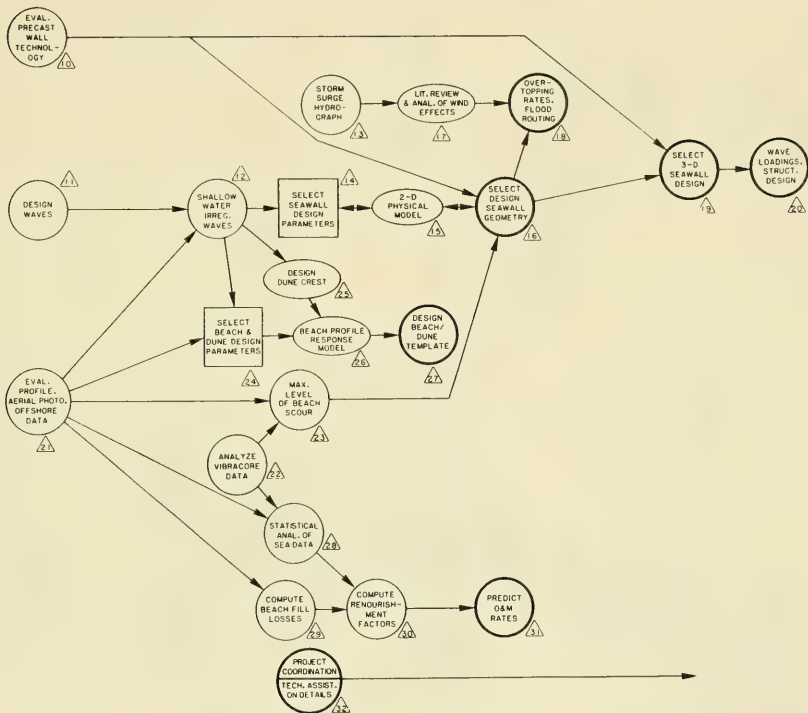 EVAL.
PRECAST
WALL
TECHNOL-
OGY
10
STORM
SURGE
HYDRO-
GRAPH
13
LIT. REVIEW
& ANAL. OF WIND
EFFECTS
17
OVER-
TOPPING
RATES,
FLOOD
ROUTING
18
DESIGN
WAVES
11
SHALLOW
WATER
IRREG.
WAVES
12
SELECT
SEAWALL
DESIGN
PARAMETERS
14
2-D
PHYSICAL
MODEL
15
SELECT
DESIGN
SEAWALL
GEOMETRY
16
SELECT
3-D
SEAWALL
DESIGN
19
WAVE
LOADINGS,
STRUCT.
DESIGN
20
DESIGN
DUNE CREST
25
SELECT
BEACH &
DUNE DESIGN
PARAMETERS
24
BEACH PROFILE
RESPONSE
MODEL
26
DESIGN
BEACH/
DUNE
TEMPLATE
27
EVAL.
PROFILE,
AERIAL PHOTO,
OFFSHORE
DATA
21
MAX.
LEVEL
OF BEACH
SCOUR
23
ANALYZE
VIBRACORE
DATA
22
STATISTICAL
ANAL. OF
SEA DATA
28
COMPUTE
BEACH FILL
LOSSES
29
COMPUTE
RENOURISH-
MENT
FACTORS
30
PREDICT
O&M
RATES
31
PROJECT
COORDINATION
TECH. ASSIST.
ON DETAILS
32